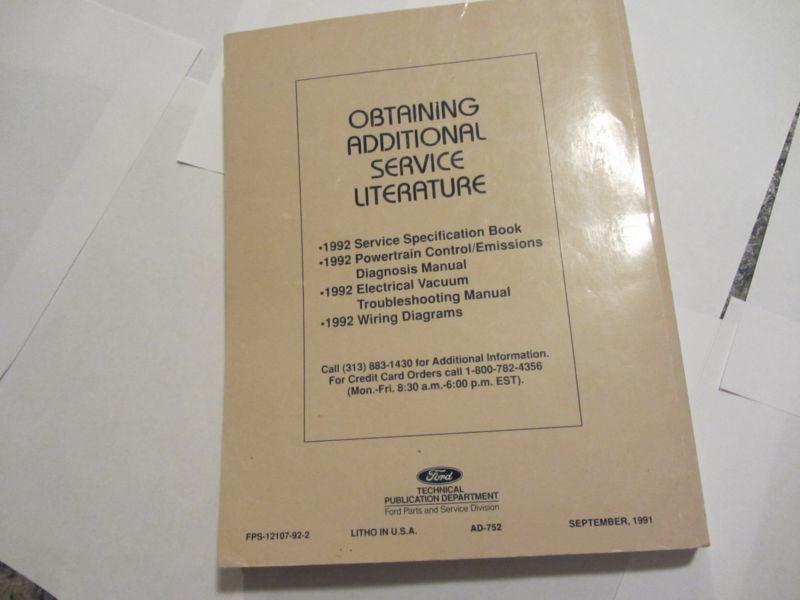 OBTAINING
ADDITIONAL
SERVICE
LITERATURE
•1992 Service Specification Book
•1992 Powertrain Control/Emissions
Diagnosis Manual
•1992 Electrical Vacuum
Troubleshooting Manual
•1992 Wiring Diagrams
Call (313) 883-1430 for Additional Information.
For Credit Card Orders call 1-800-782-4356
(Mon.-Fri. 8:30 a.m.-6:00 p.m. EST).
Ford
TECHNICAL
PUBLICATION DEPARTMENT
Ford Parts and Service Division
FPS-12107-92-2 LITHO IN U.S.A. AD-752 SEPTEMBER, 1991